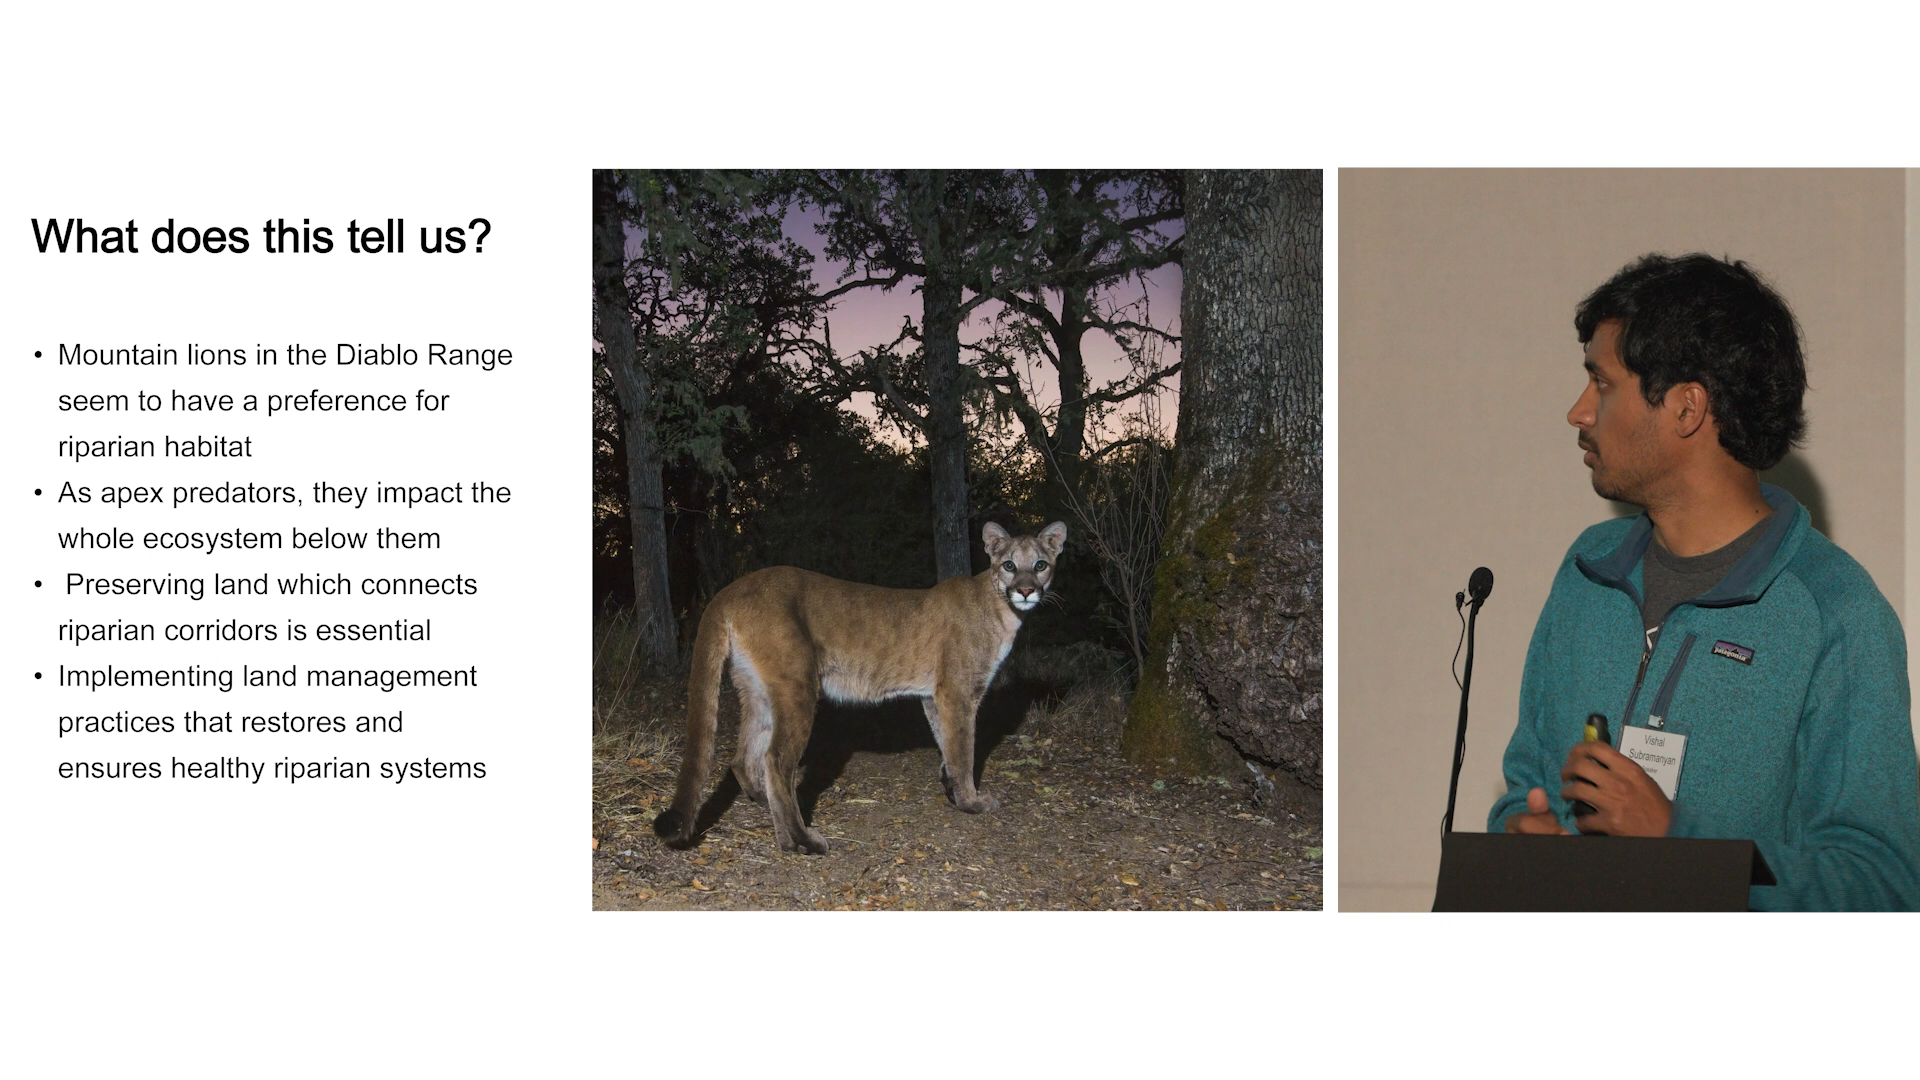 What does this tell us?
• Mountain lions in the Diablo Range
seem to have a preference for
riparian habitat
• As apex predators, they impact the
whole ecosystem below them
• Preserving land which connects
riparian corridors is essential
• Implementing land management
practices that restores and
ensures healthy riparian systems
patagonia
Vishal
Subramanyan